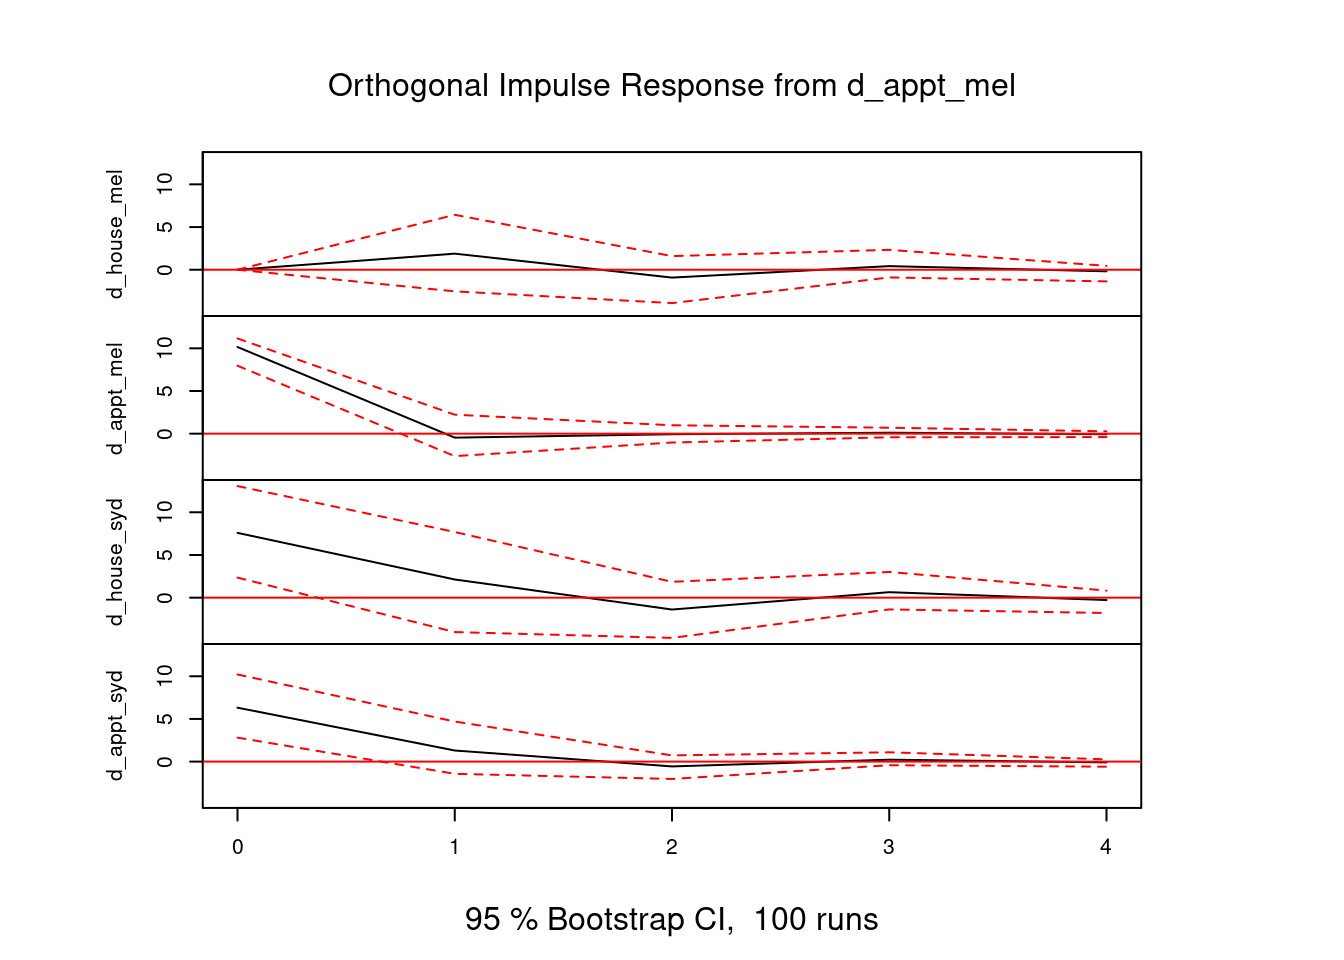 Orthogonal Impulse Response from d_appt_mel
d_house_mel
10
5
0
d_appt_mel
10
5
0
d_house_syd
10
5
0
d_appt_syd
10
5
0
0 1 2 3 4
95 % Bootstrap CI,  100 runs